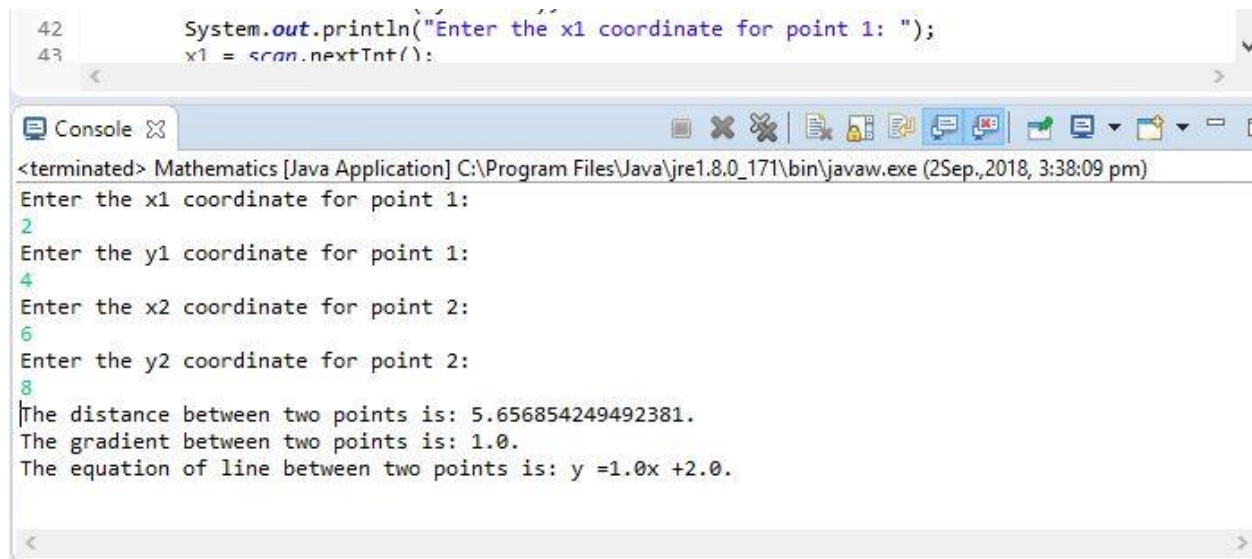 42 System.out.println("Enter the x1 coordinate for point 1: ");
43 x1 = scan.nextInt();
Console
<terminated> Mathematics [Java Application] C:\Program Files\Java\jre1.8.0_171\bin\javaw.exe (2Sep.,2018, 3:38:09 pm)
Enter the x1 coordinate for point 1:
2
Enter the y1 coordinate for point 1:
4
Enter the x2 coordinate for point 2:
6
Enter the y2 coordinate for point 2:
8
The distance between two points is: 5.656854249492381.
The gradient between two points is: 1.0.
The equation of line between two points is: y =1.0x +2.0.